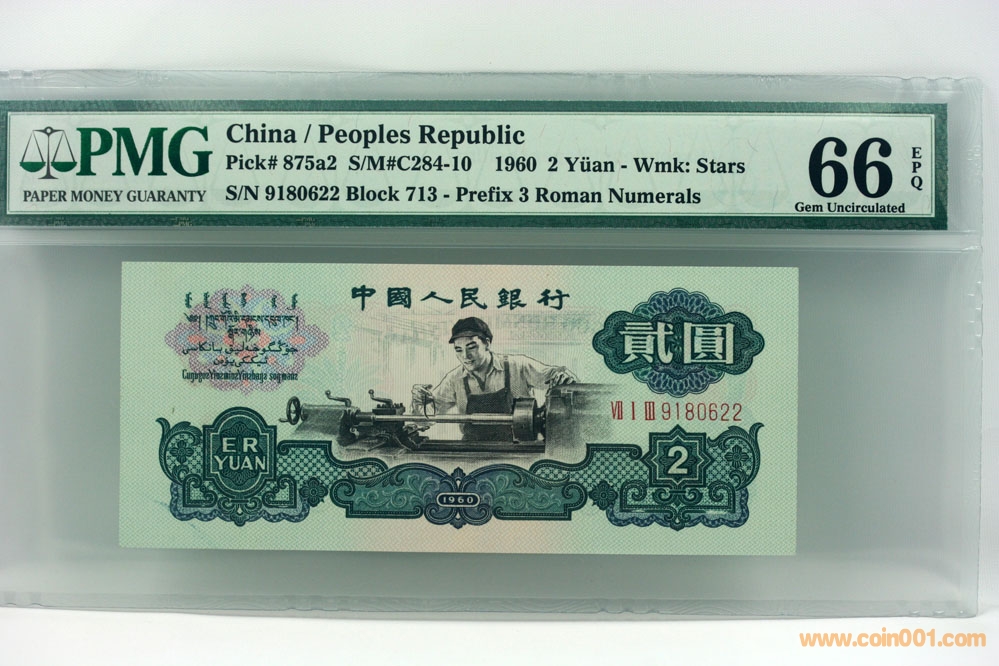 PMG
PAPER MONEY GUARANTY
China / Peoples Republic
Pick# 875a2 S/M#C284-10 1960 2 Yüan - Wmk: Stars
S/N 9180622 Block 713 - Prefix 3 Roman Numerals
66
EPQ
Gem Uncirculated
中國人民銀行
貳圓
VII I III 9180622
ER
YUAN
2
1960
www.coin001.com